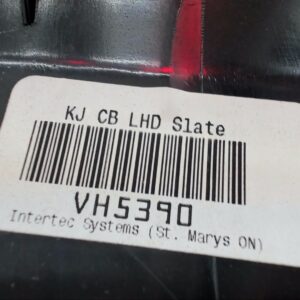 KJ CB LHD Slate
VH5390
Intertec Systems (St. Marys ON)